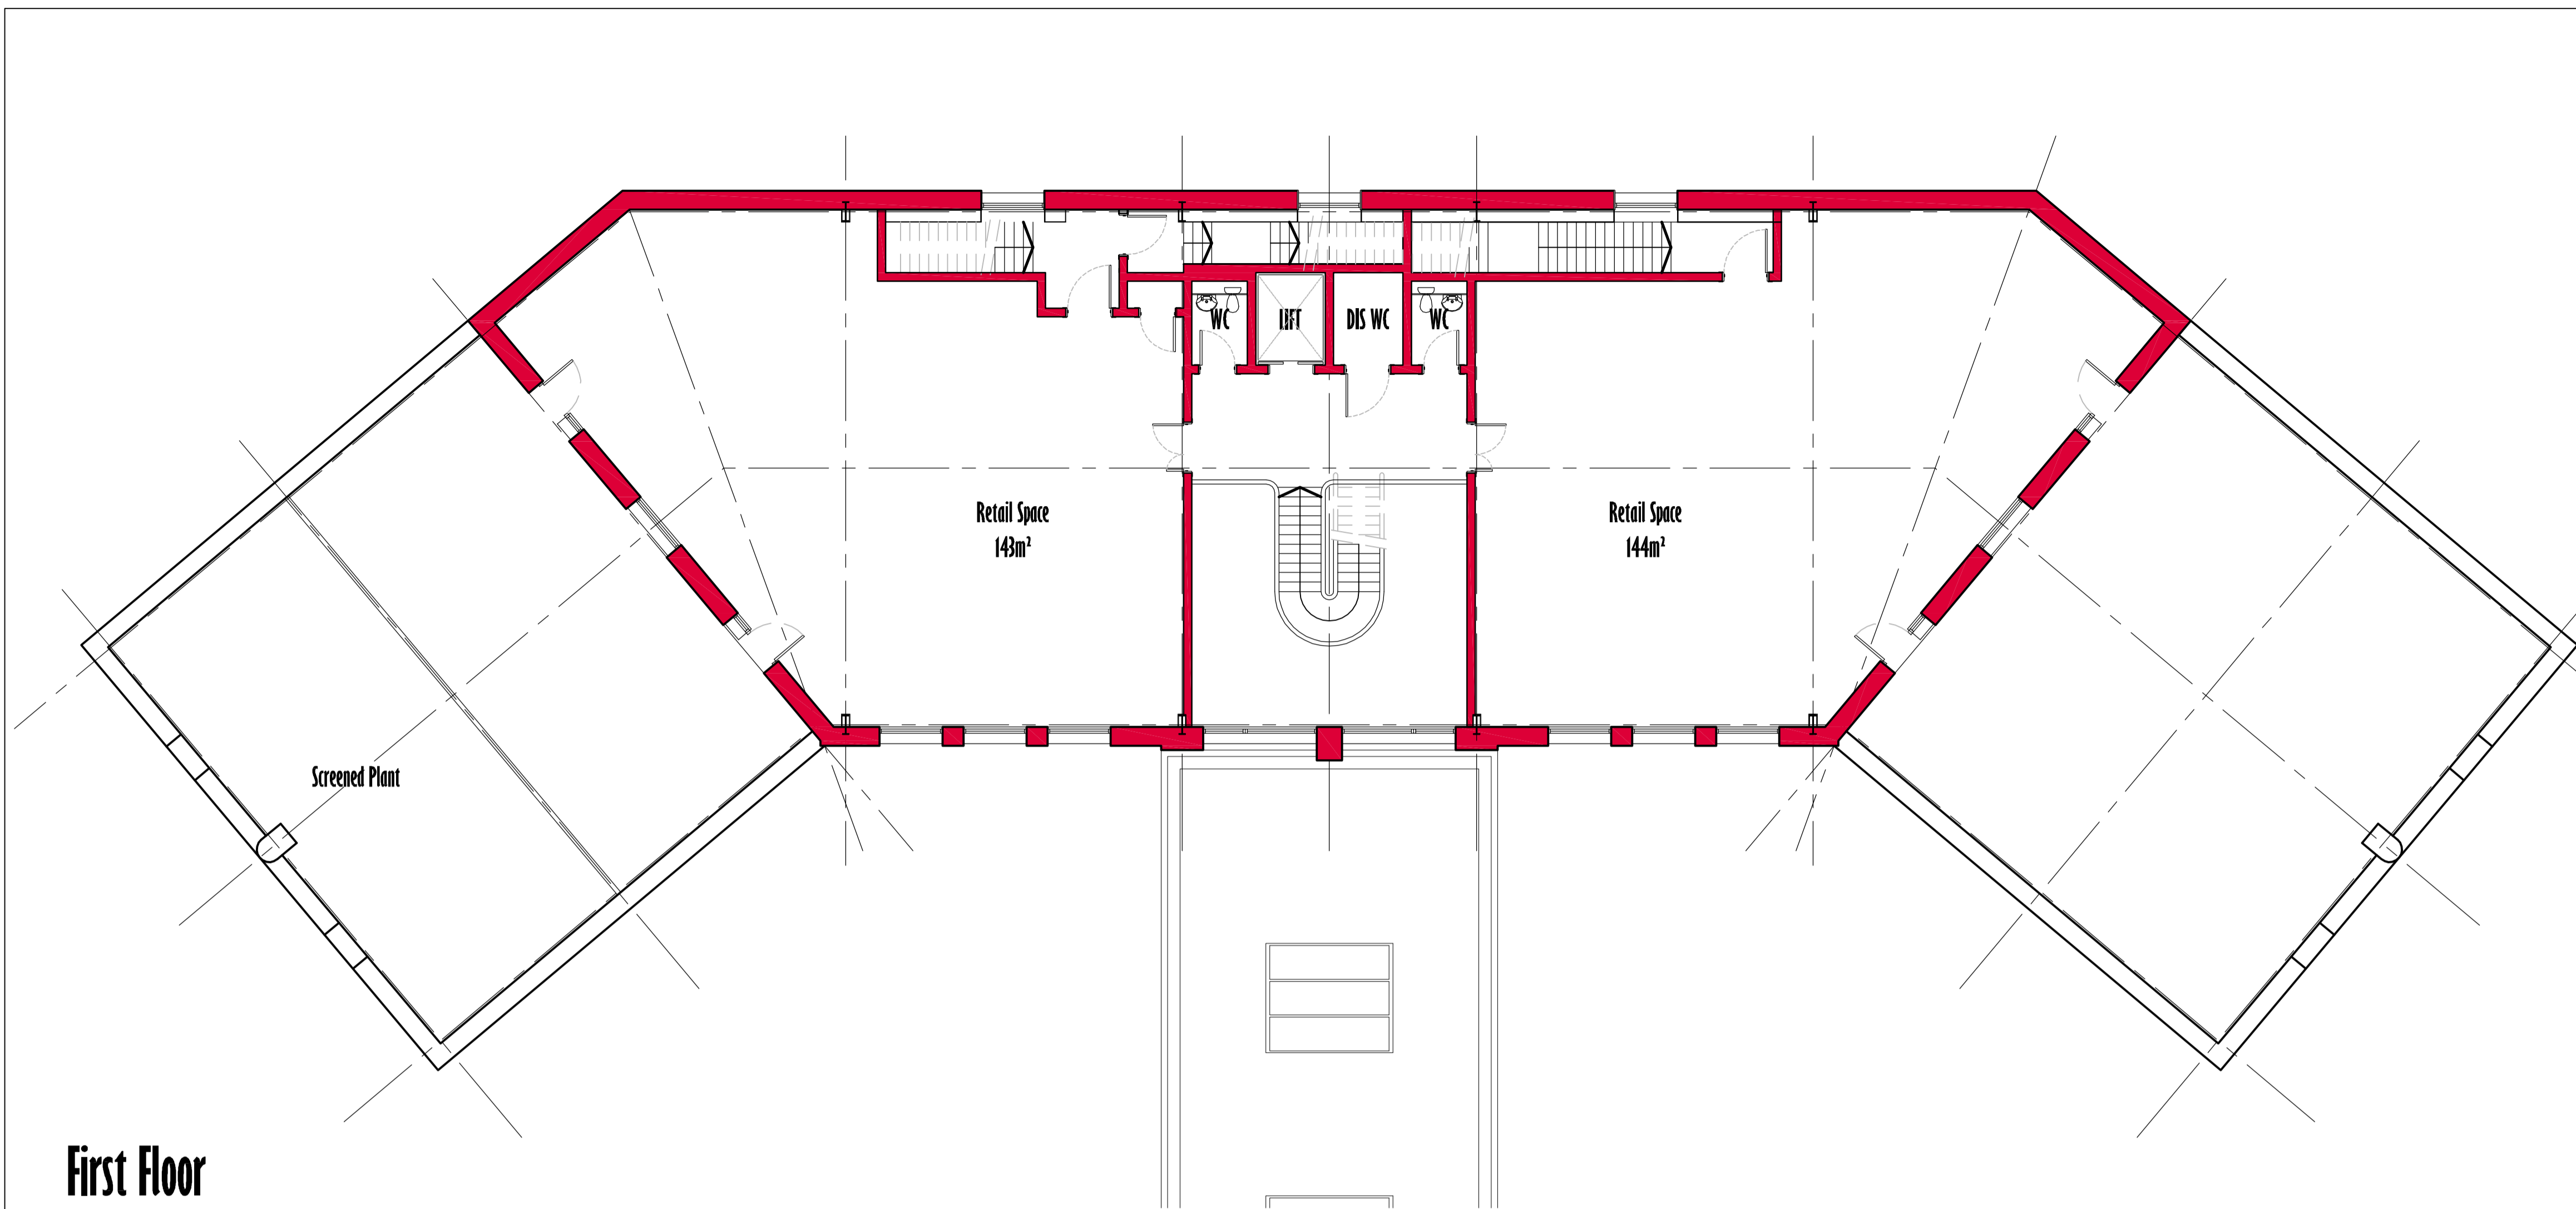 WC
LIFT
DIS WC
WC
Retail Space
143m²
Retail Space
144m²
Screened Plant
First Floor